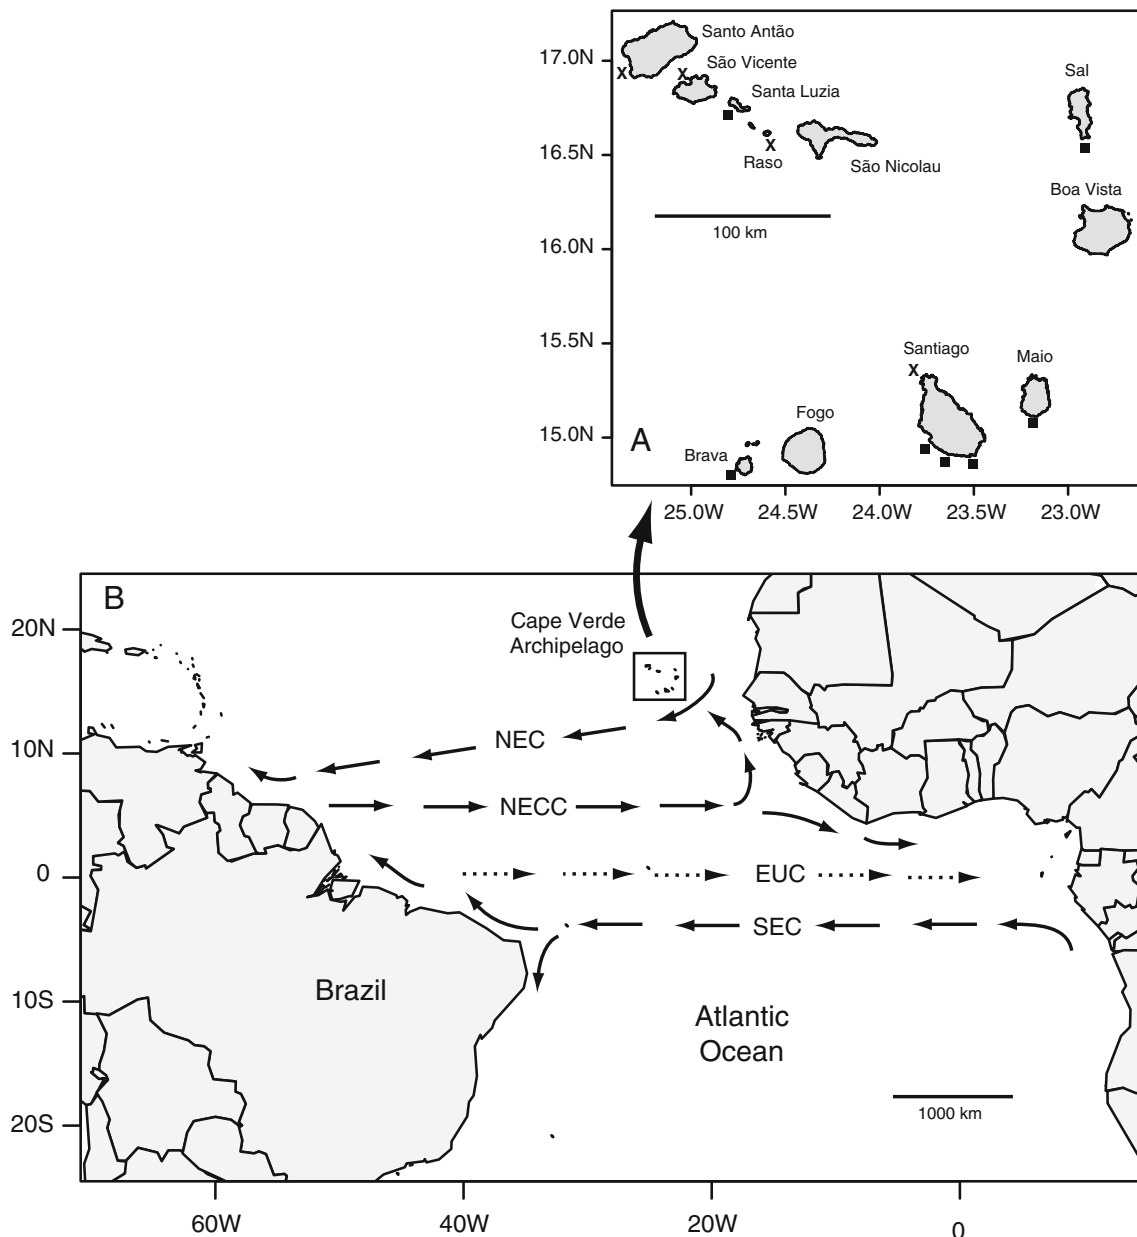 Santo Antão
17.0N
São Vicente
Sal
X
X
Santa Luzia
16.5N
X
Raso
São Nicolau
Boa Vista
100 km
16.0N
15.5N
Santiago
Maio
X
Fogo
15.0N
A
Brava
25.0W
24.5W
24.0W
23.5W
23.0W
B
20N
Cape Verde
Archipelago
NEC
10N
NECC
0
EUC
SEC
Brazil
10S
Atlantic
Ocean
1000 km
20S
60W
40W
20W
0